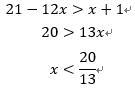 21 − 12x > x + 1↵
20 > 13x↵
x < 20/13↵